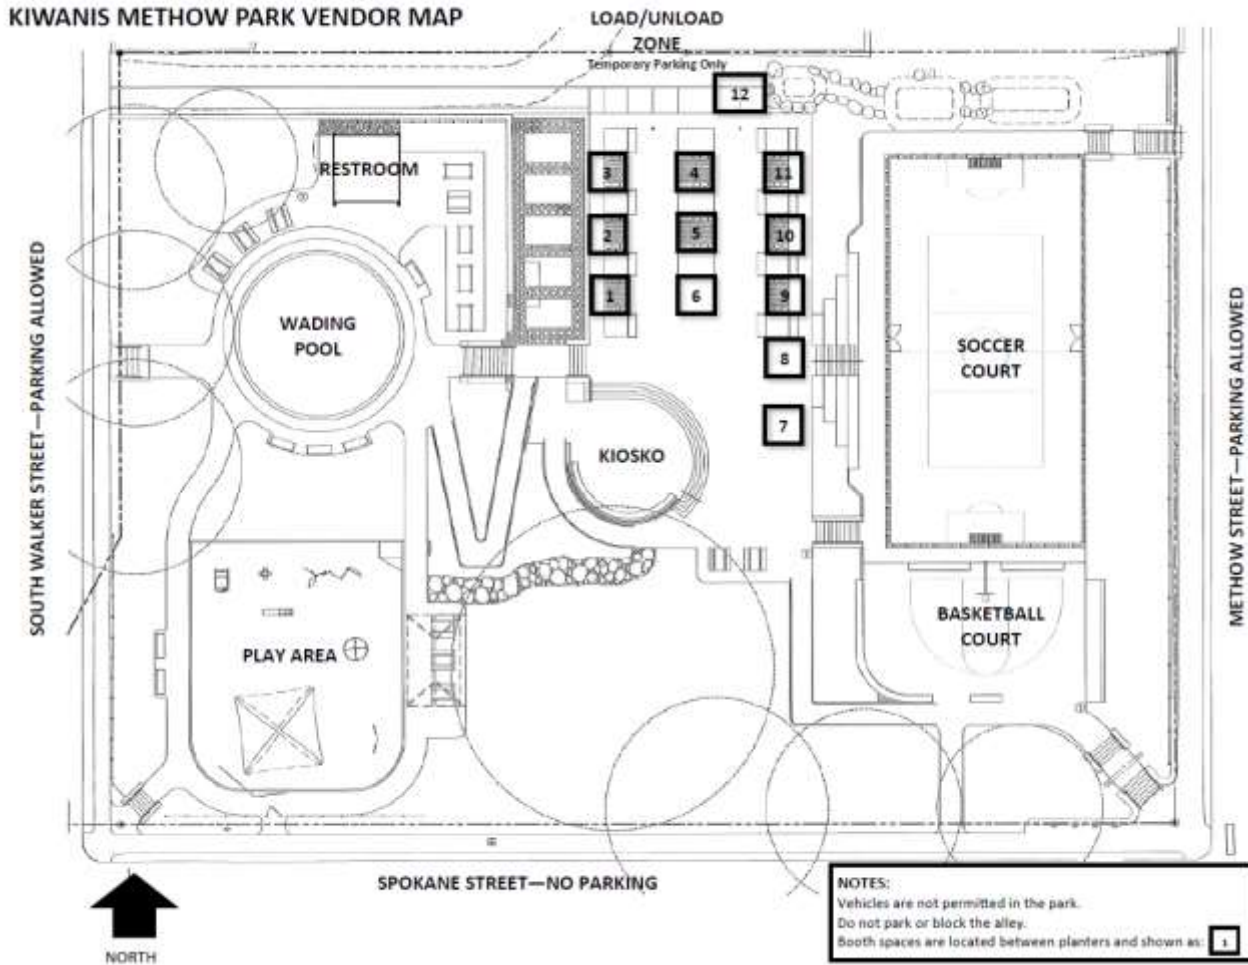 KIWANIS METHOW PARK VENDOR MAP
LOAD/UNLOAD
ZONE
Temporary Parking Only
12
RESTROOM
3
4
11
2
5
10
1
6
9
WADING
POOL
8
SOCCER
COURT
7
KIOSKO
SOUTH WALKER STREET—PARKING ALLOWED
METHOW STREET—PARKING ALLOWED
PLAY AREA
BASKETBALL
COURT
SPOKANE STREET—NO PARKING
NORTH
NOTES:
Vehicles are not permitted in the park.
Do not park or block the alley.
Booth spaces are located between planters and shown as: 1